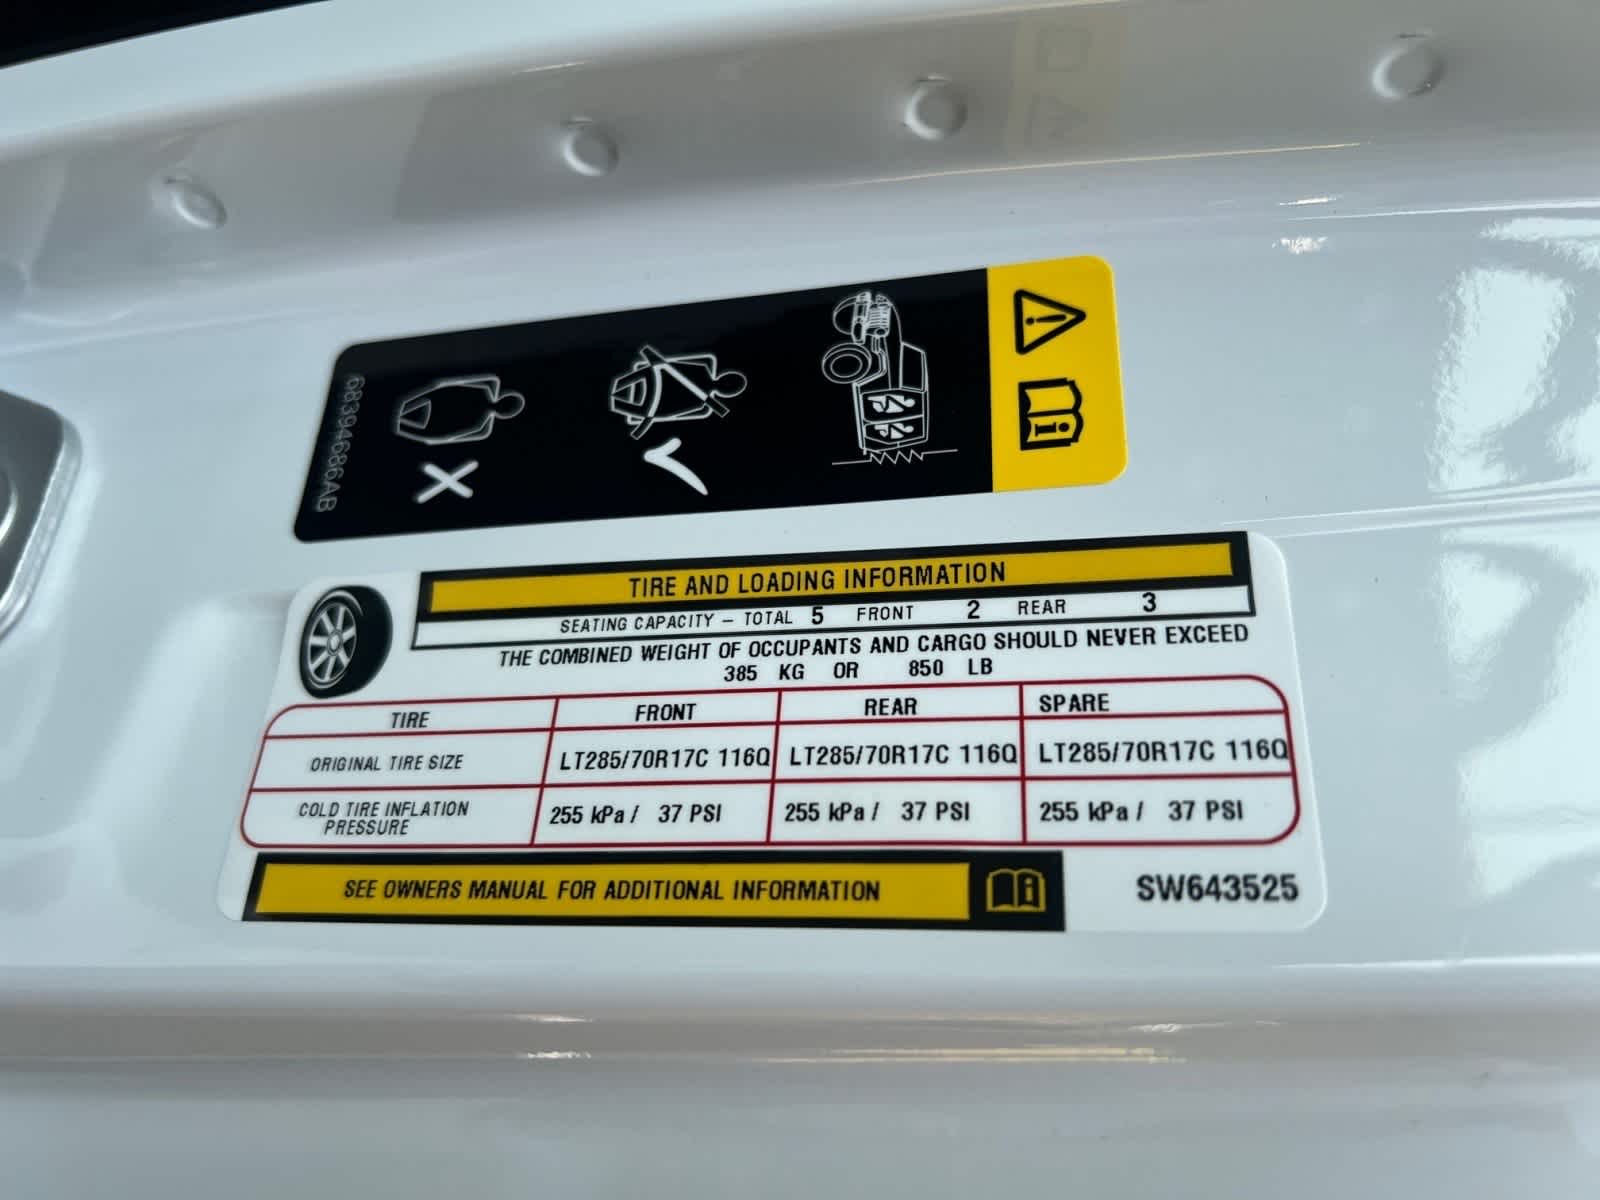 68394686AB
TIRE AND LOADING INFORMATION
SEATING CAPACITY – TOTAL 5 FRONT 2 REAR 3
THE COMBINED WEIGHT OF OCCUPANTS AND CARGO SHOULD NEVER EXCEED
385 KG OR 850 LB
TIRE FRONT REAR SPARE
ORIGINAL TIRE SIZE LT285/70R17C 116Q LT285/70R17C 116Q LT285/70R17C 116Q
COLD TIRE INFLATION
PRESSURE 255 kPa / 37 PSI 255 kPa / 37 PSI 255 kPa / 37 PSI
SEE OWNERS MANUAL FOR ADDITIONAL INFORMATION
SW643525